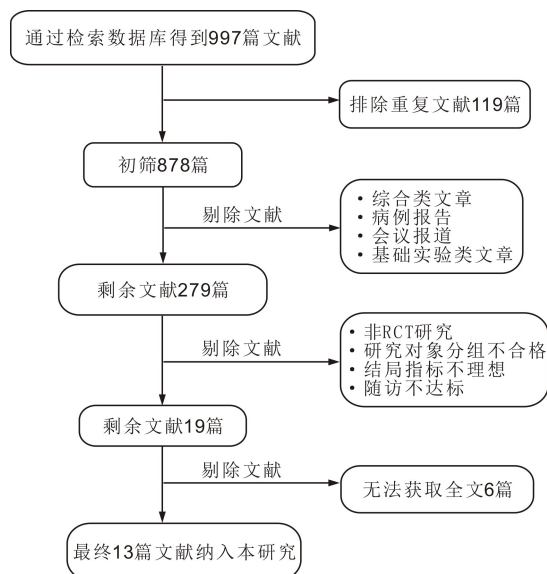 通过检索数据库得到997篇文献
排除重复文献119篇
初筛878篇
剔除文献
• 综合类文章
• 病例报告
• 会议报道
• 基础实验类文章
剩余文献279篇
剔除文献
• 非RCT研究
• 研究对象分组不合格
• 结局指标不理想
• 随访不达标
剩余文献19篇
剔除文献
无法获取全文6篇
最终13篇文献纳入本研究